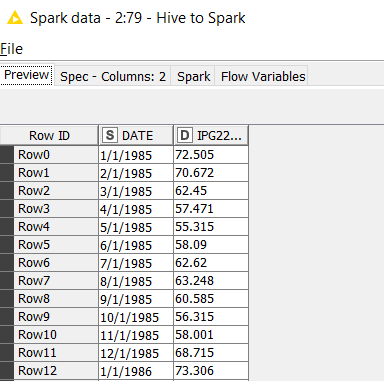 Spark data - 2:79 - Hive to Spark
File
Preview Spec - Columns: 2 Spark Flow Variables
Row ID S DATE D IPG22...
Row0 1/1/1985 72.505
Row1 2/1/1985 70.672
Row2 3/1/1985 62.45
Row3 4/1/1985 57.471
Row4 5/1/1985 55.315
Row5 6/1/1985 58.09
Row6 7/1/1985 62.62
Row7 8/1/1985 63.248
Row8 9/1/1985 60.585
Row9 10/1/1985 56.315
Row10 11/1/1985 58.001
Row11 12/1/1985 68.715
Row12 1/1/1986 73.306